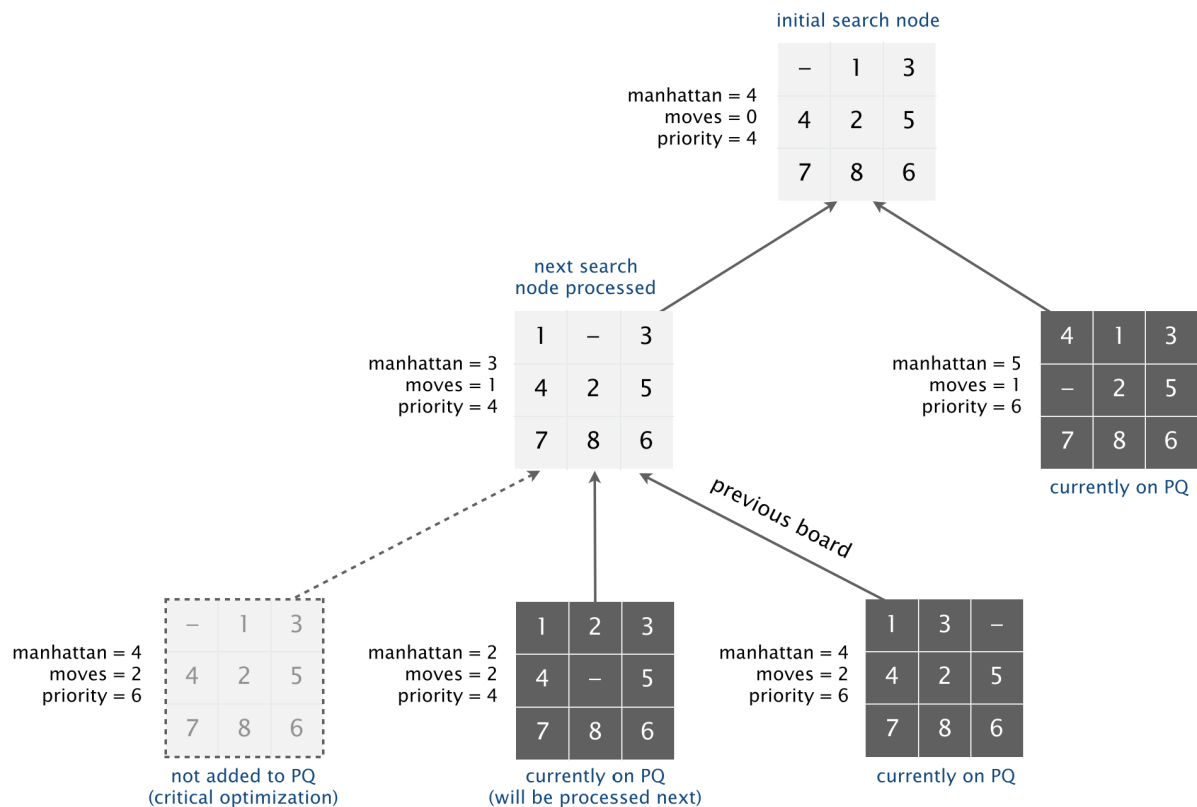 initial search node
– 1 3
4 2 5
7 8 6
manhattan = 4
moves = 0
priority = 4
next search
node processed
1 – 3
4 2 5
7 8 6
manhattan = 3
moves = 1
priority = 4
4 1 3
– 2 5
7 8 6
manhattan = 5
moves = 1
priority = 6
currently on PQ
previous board
– 1 3
4 2 5
7 8 6
manhattan = 4
moves = 2
priority = 6
not added to PQ
(critical optimization)
1 2 3
4 – 5
7 8 6
manhattan = 2
moves = 2
priority = 4
currently on PQ
(will be processed next)
1 3 –
4 2 5
7 8 6
manhattan = 4
moves = 2
priority = 6
currently on PQ